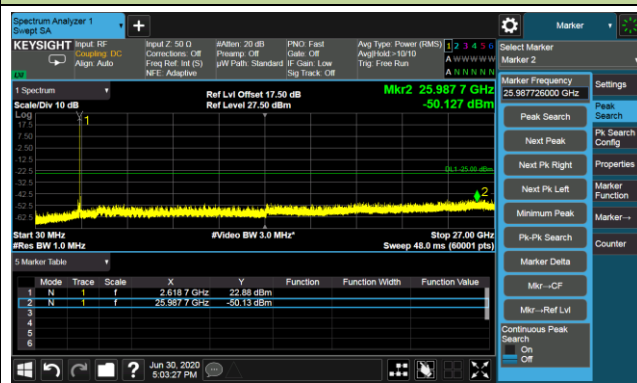 Spectrum Analyzer 1
Swept SA
Marker
KEYSIGHT
Input: RF
Coupling: DC
Align: Auto
Input Z: 50 Ω
Corrections: Off
Freq Ref: Int (S)
NFE: Adaptive
#Atten: 20 dB
Preamp: Off
µW Path: Standard
PNO: Fast
Gate: Off
IF Gain: Low
Sig Track: Off
Avg Type: Power (RMS)
Avg|Hold:>10/10
Trig: Free Run
1 2 3 4 5 6
A W W W W W
A N N N N N
Select Marker
Marker 2
1 Spectrum
Scale/Div 10 dB
Log
Ref Lvl Offset 17.50 dB
Ref Level 27.50 dBm
Mkr2 25.987 7 GHz
-50.127 dBm
17.5
7.50
-2.50
-12.5
-22.5
-32.5
-42.5
-52.5
-62.5
1
DL1 -25.00 dBm
2
Start 30 MHz
#Res BW 1.0 MHz
#Video BW 3.0 MHz*
Stop 27.00 GHz
Sweep 48.0 ms (60001 pts)
5 Marker Table
Mode Trace Scale X Y Function Function Width Function Value
1 N 1 f 2.618 7 GHz 22.88 dBm
2 N 1 f 25.987 7 GHz -50.13 dBm
3
4
5
6
Jun 30, 2020
5:03:27 PM
Marker Frequency
25.987726000 GHz
Peak Search
Next Peak
Next Pk Right
Next Pk Left
Minimum Peak
Pk-Pk Search
Marker Delta
Mkr→CF
Mkr→Ref Lvl
Continuous Peak
Search
On
Off
Settings
Peak
Search
Pk Search
Config
Properties
Marker
Function
Marker→
Counter